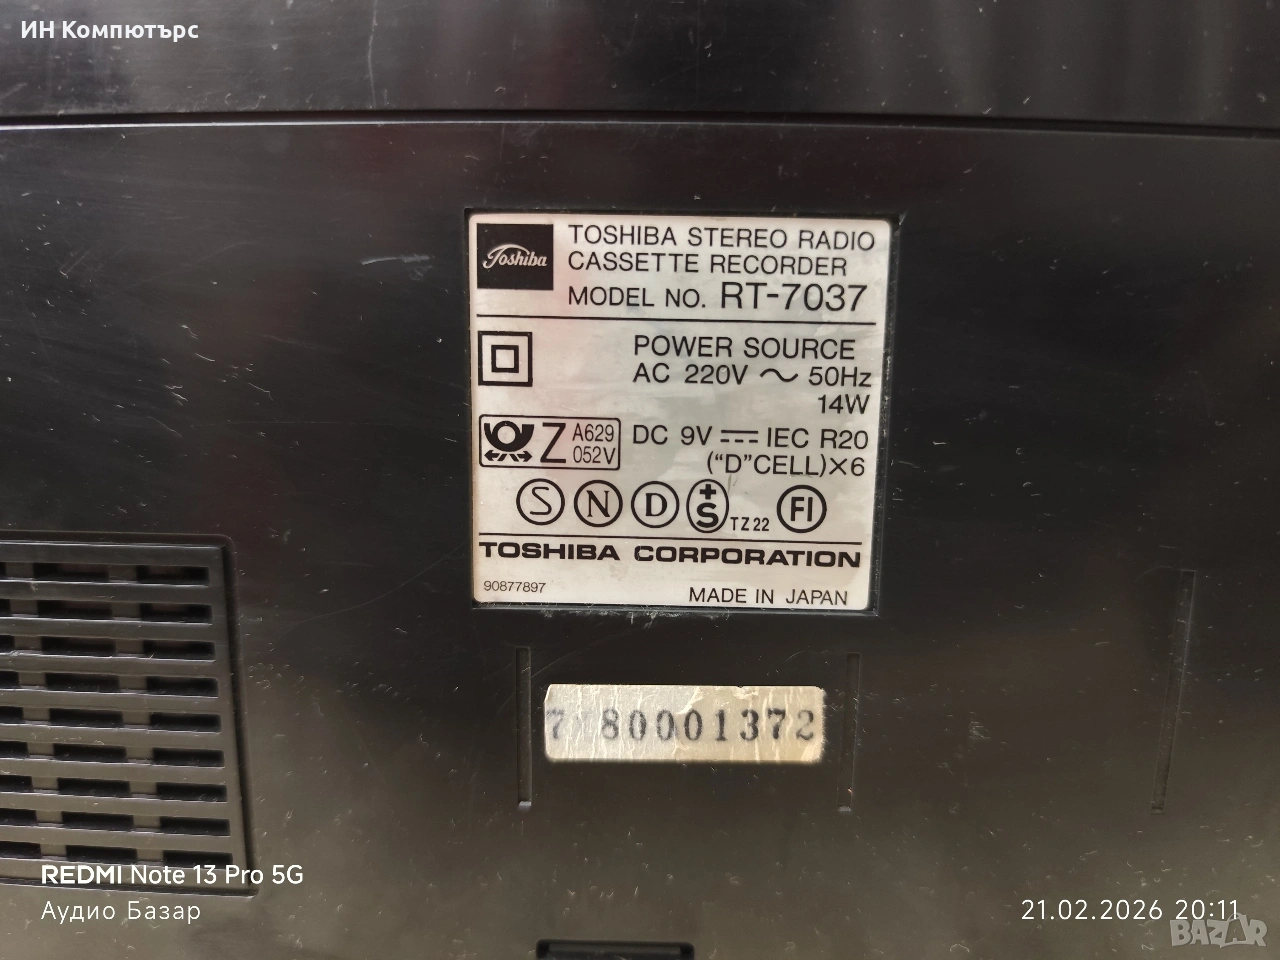 ИН Компютърс
Toshiba
TOSHIBA STEREO RADIO
CASSETTE RECORDER
MODEL NO. RT-7037
POWER SOURCE
AC 220V ~ 50Hz
14W
Z A629
052V
DC 9V ⎓ IEC R20
("D"CELL)×6
S N D +S TZ22 FI
TOSHIBA CORPORATION
90877897
MADE IN JAPAN
7 80001372
REDMI Note 13 Pro 5G
Аудио Базар
21.02.2026 20:11
BAZAR